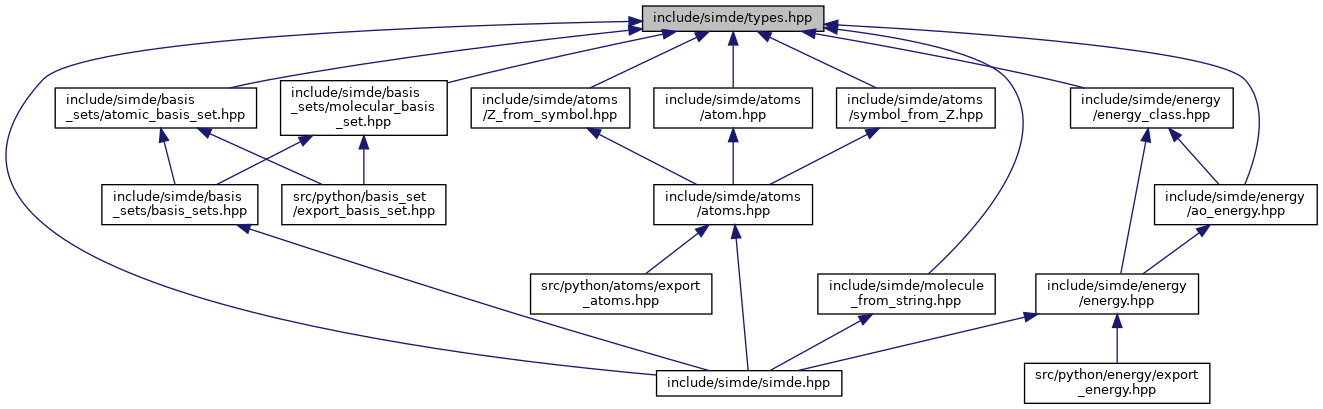 include/simde/types.hpp
include/simde/basis
_sets/atomic_basis_set.hpp
include/simde/basis
_sets/molecular_basis
_set.hpp
include/simde/atoms
/Z_from_symbol.hpp
include/simde/atoms
/atom.hpp
include/simde/atoms
/symbol_from_Z.hpp
include/simde/energy
/energy_class.hpp
include/simde/basis
_sets/basis_sets.hpp
src/python/basis_set
/export_basis_set.hpp
include/simde/atoms
/atoms.hpp
include/simde/energy
/ao_energy.hpp
src/python/atoms/export
_atoms.hpp
include/simde/molecule
_from_string.hpp
include/simde/energy
/energy.hpp
include/simde/simde.hpp
src/python/energy/export
_energy.hpp